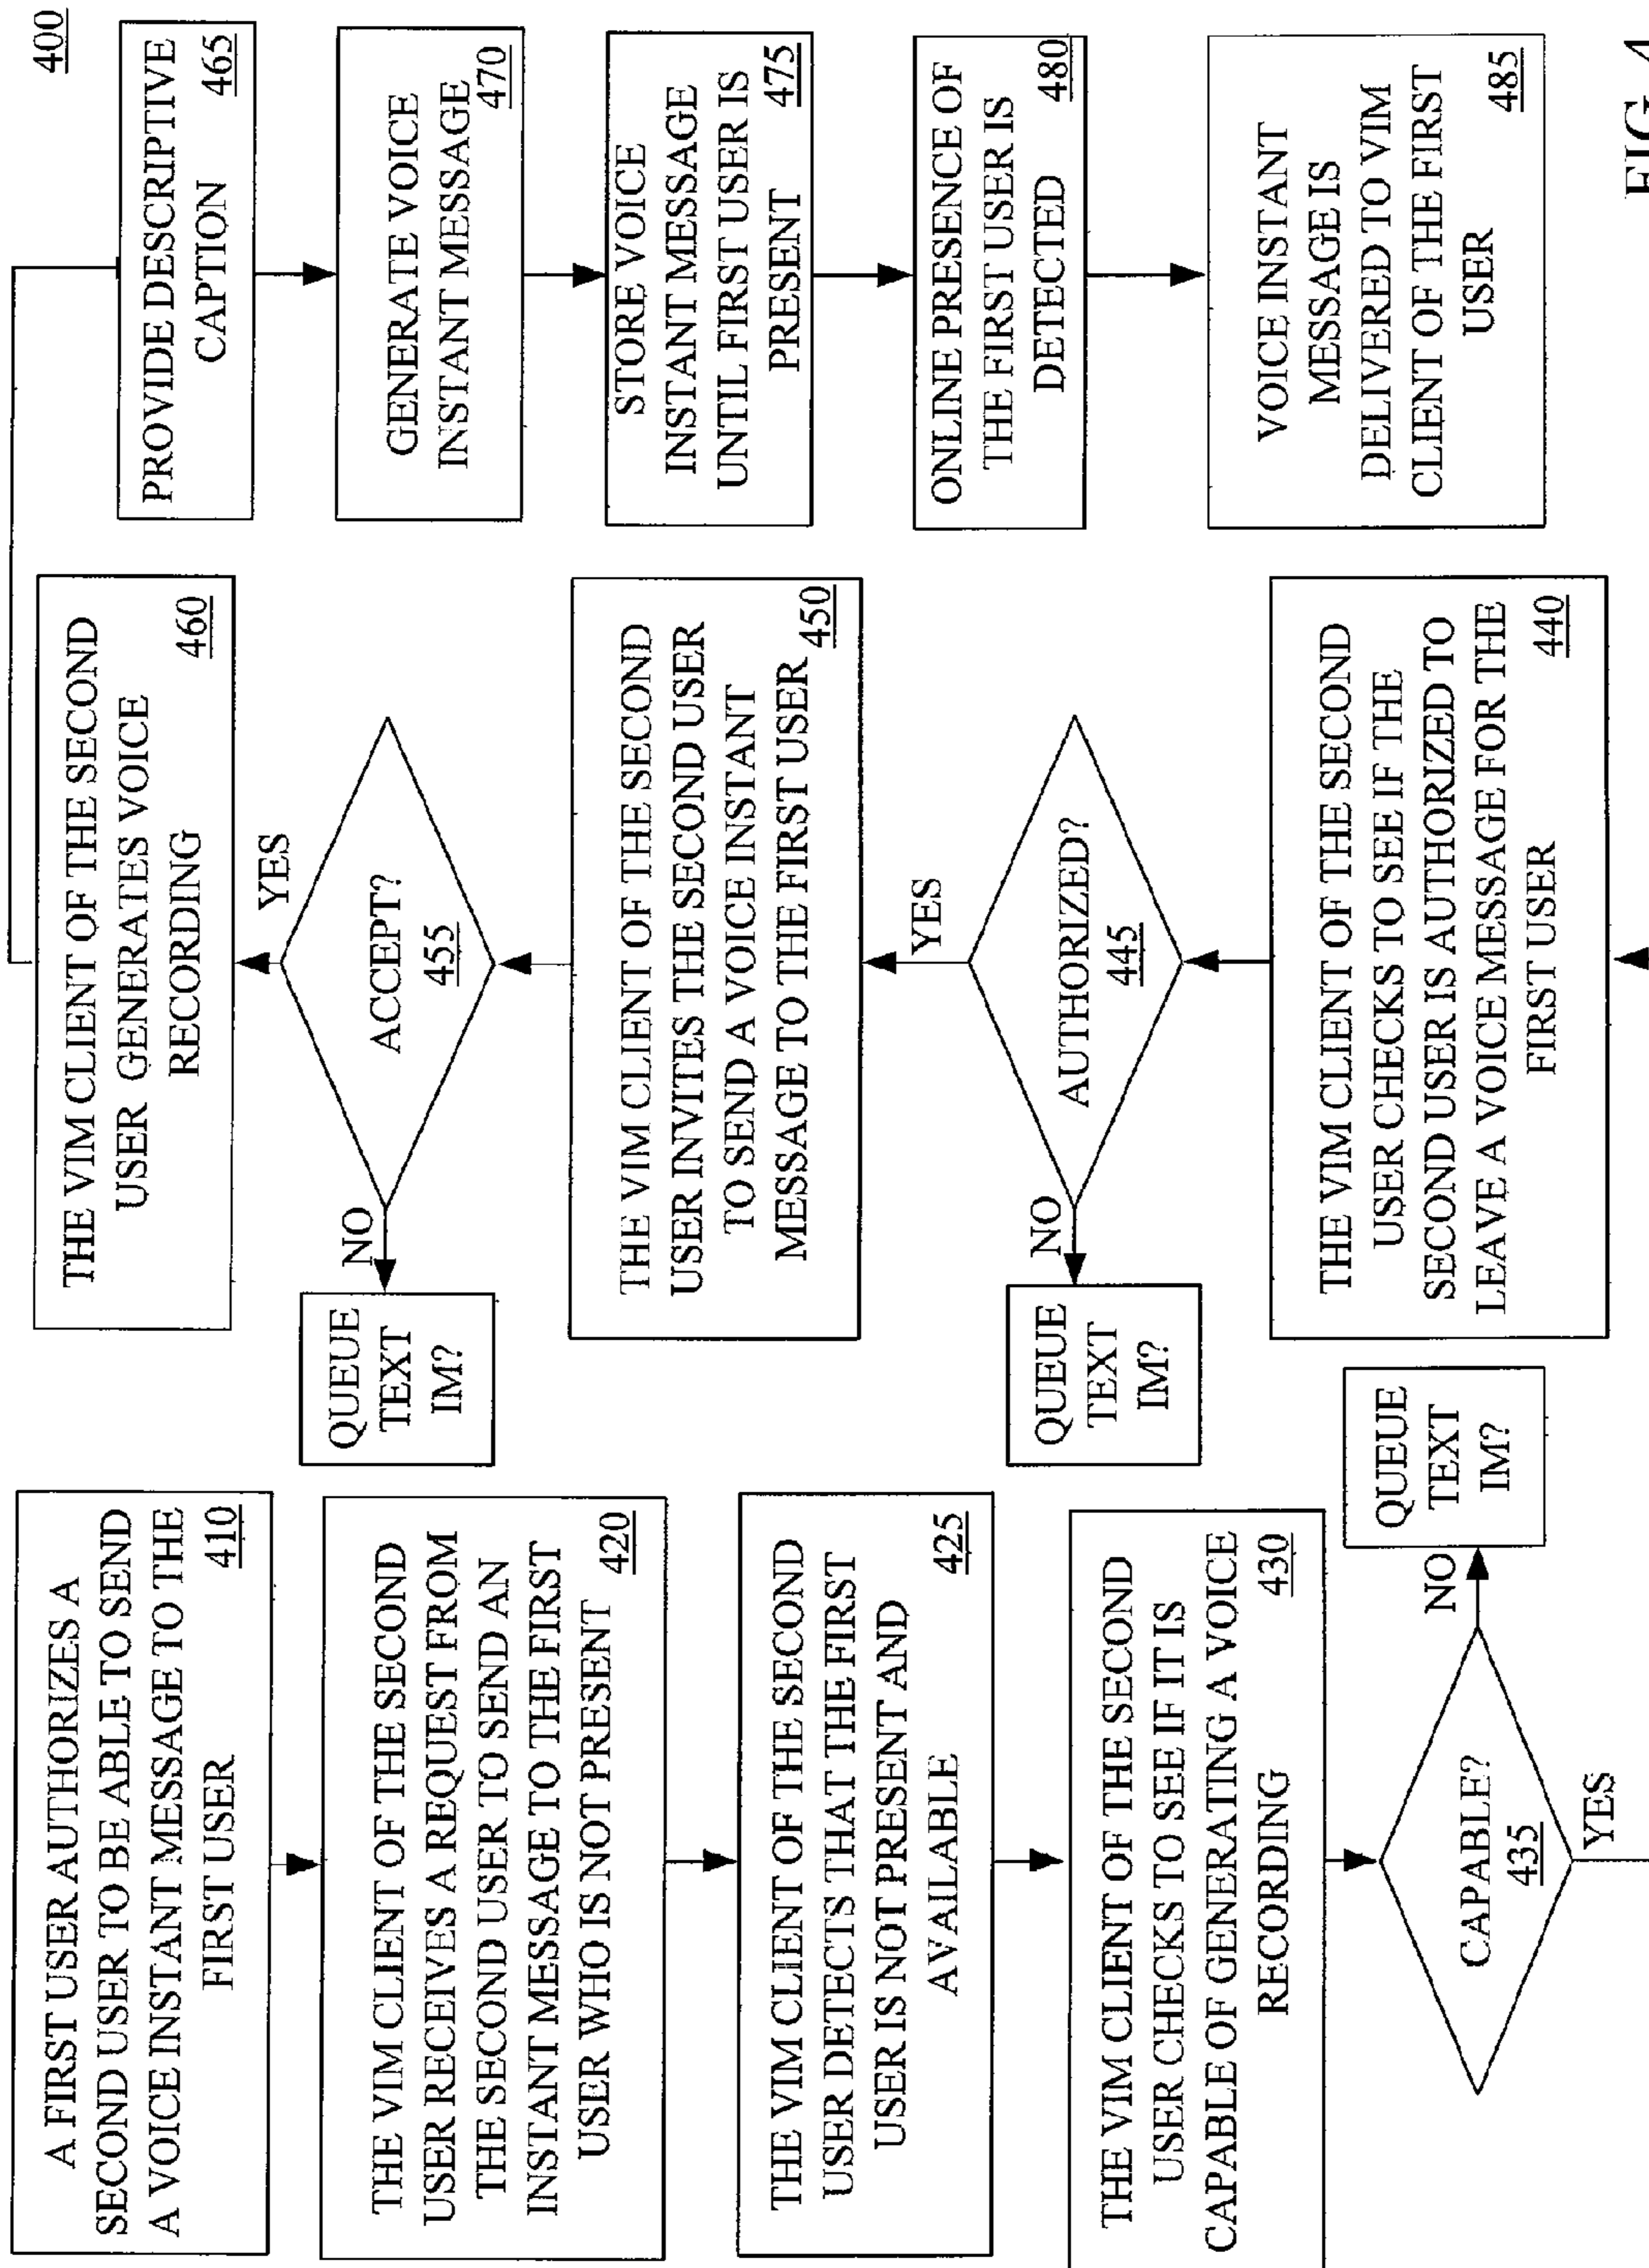 400
A FIRST USER AUTHORIZES A
SECOND USER TO BE ABLE TO SEND
A VOICE INSTANT MESSAGE TO THE
FIRST USER
410
THE VIM CLIENT OF THE SECOND
USER RECEIVES A REQUEST FROM
THE SECOND USER TO SEND AN
INSTANT MESSAGE TO THE FIRST
USER WHO IS NOT PRESENT
420
THE VIM CLIENT OF THE SECOND
USER DETECTS THAT THE FIRST
USER IS NOT PRESENT AND
AVAILABLE
425
THE VIM CLIENT OF THE SECOND
USER CHECKS TO SEE IF IT IS
CAPABLE OF GENERATING A VOICE
RECORDING
430
CAPABLE?
435
NO
QUEUE
TEXT
IM?
YES
THE VIM CLIENT OF THE SECOND
USER CHECKS TO SEE IF THE
SECOND USER IS AUTHORIZED TO
LEAVE A VOICE MESSAGE FOR THE
FIRST USER
440
AUTHORIZED?
445
NO
QUEUE
TEXT
IM?
YES
THE VIM CLIENT OF THE SECOND
USER INVITES THE SECOND USER
TO SEND A VOICE INSTANT
MESSAGE TO THE FIRST USER
450
ACCEPT?
455
NO
QUEUE
TEXT
IM?
YES
THE VIM CLIENT OF THE SECOND
USER GENERATES VOICE
RECORDING
460
PROVIDE DESCRIPTIVE
CAPTION
465
GENERATE VOICE
INSTANT MESSAGE
470
STORE VOICE
INSTANT MESSAGE
UNTIL FIRST USER IS
PRESENT
475
ONLINE PRESENCE OF
THE FIRST USER IS
DETECTED
480
VOICE INSTANT
MESSAGE IS
DELIVERED TO VIM
CLIENT OF THE FIRST
USER
485
FIG 4